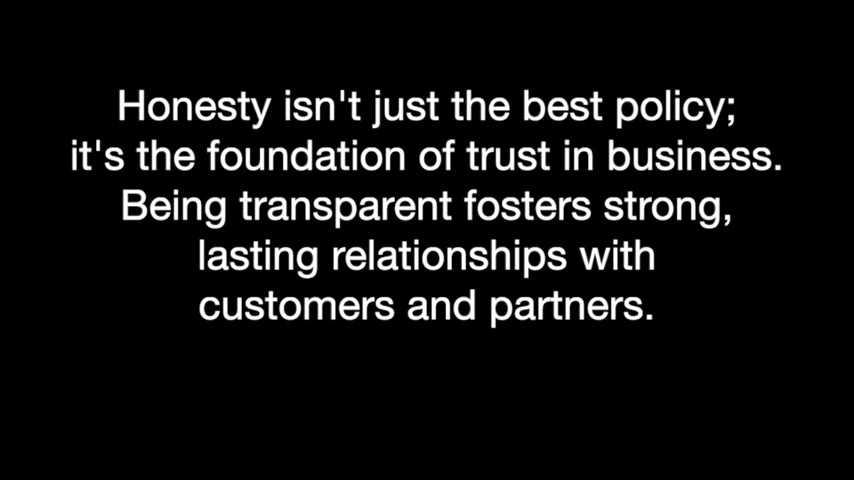 Honesty isn't just the best policy;
it's the foundation of trust in business.
Being transparent fosters strong,
lasting relationships with
customers and partners.